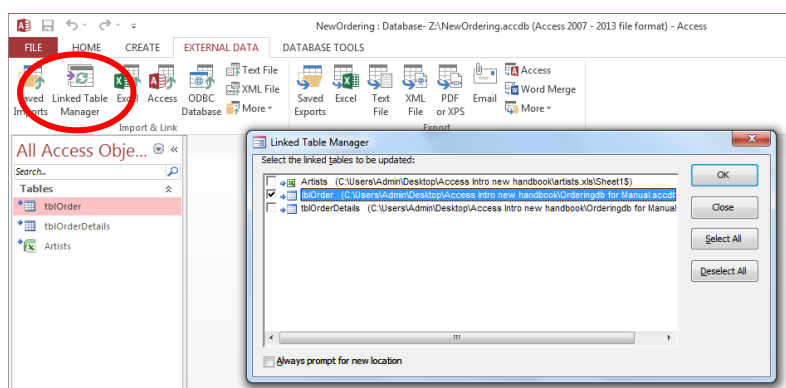 NewOrdering : Database- Z:\NewOrdering.accdb (Access 2007 - 2013 file format) - Access
FILE HOME CREATE EXTERNAL DATA DATABASE TOOLS
Saved Imports
Linked Table Manager
Excel
Access
ODBC Database
Text File
XML File
More
Import & Link
Saved Exports
Excel
Text File
XML File
PDF or XPS
Email
Access
Word Merge
More
Export
All Access Obje...
Search...
Tables
tblOrder
tblOrderDetails
Artists
Linked Table Manager
Select the linked tables to be updated:
Artists (C:\Users\Admin\Desktop\Access Intro new handbook\artists.xls\Sheet1$)
tblOrder (C:\Users\Admin\Desktop\Access Intro new handbook\Orderingdb for Manual.accdb
tblOrderDetails (C:\Users\Admin\Desktop\Access Intro new handbook\Orderingdb for Manual
OK
Close
Select All
Deselect All
Always prompt for new location